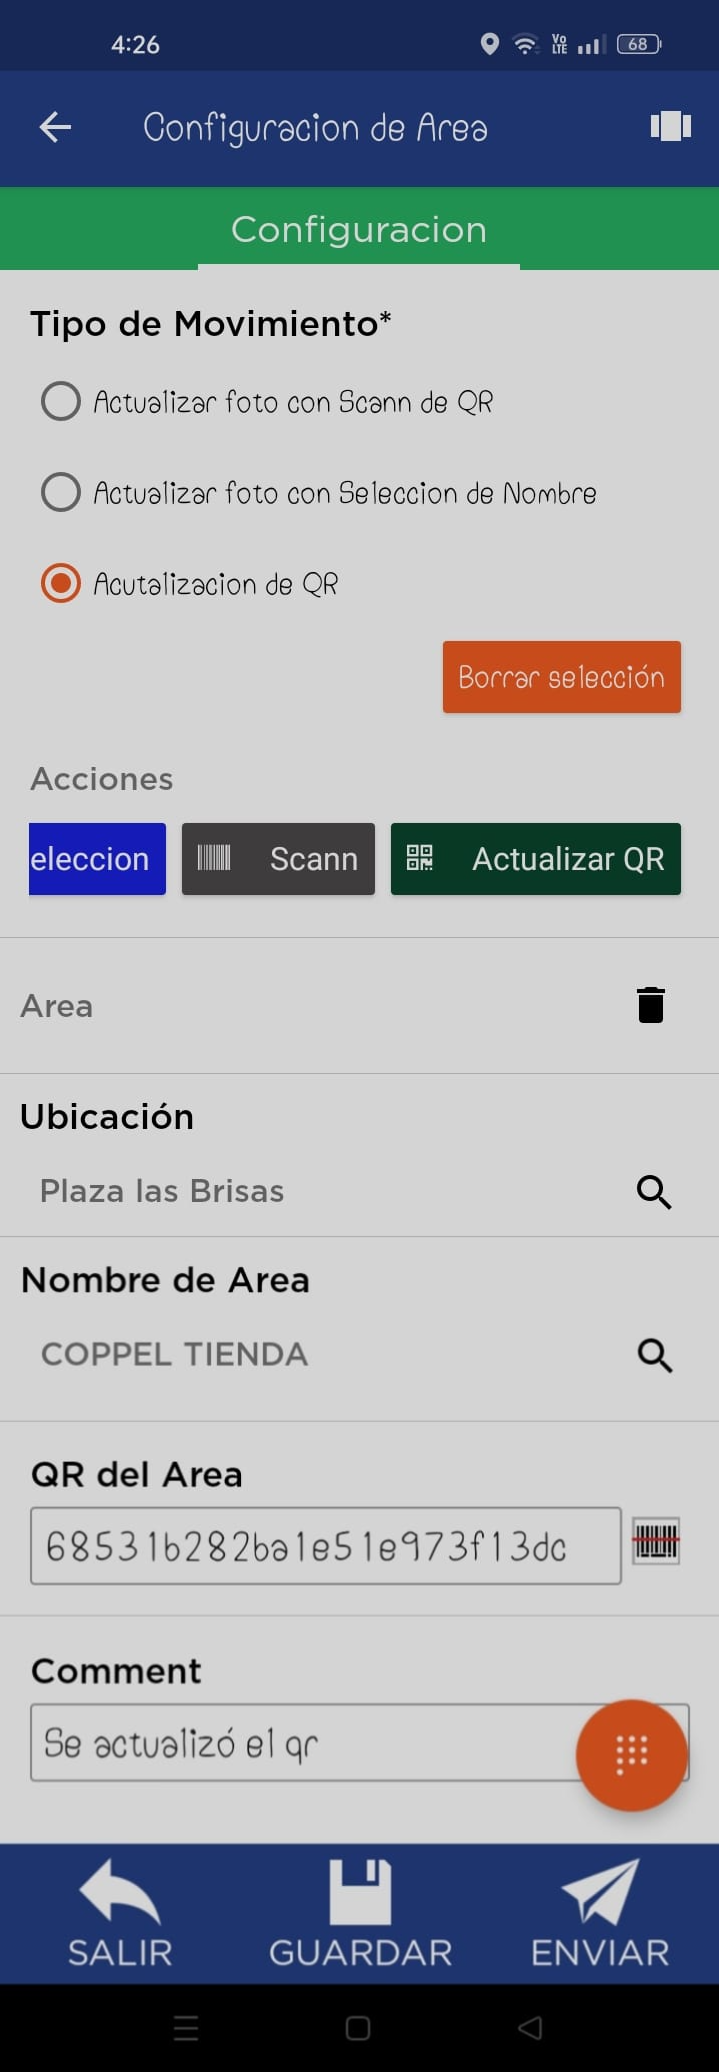 4:26
Vo
LTE
68
Configuracion de Area
Configuracion
Tipo de Movimiento*
Actualizar foto con Scann de QR
Actualizar foto con Seleccion de Nombre
Acutalizacion de QR
Borrar selección
Acciones
eleccion
Scann
Actualizar QR
Area
Ubicación
Plaza las Brisas
Nombre de Area
COPPEL TIENDA
QR del Area
68531b282ba1e51e973f13dc
Comment
Se actualizó el qr
SALIR
GUARDAR
ENVIAR